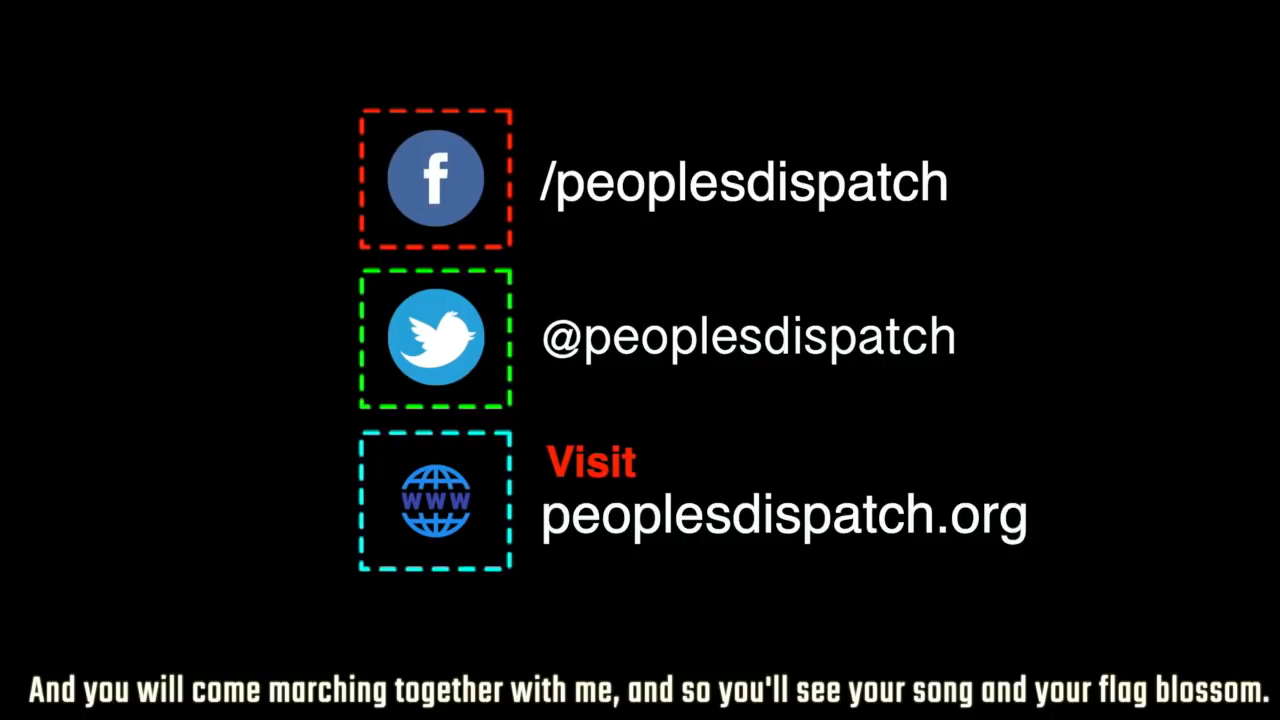 f
/peoplesdispatch
@peoplesdispatch
Visit
www
peoplesdispatch.org
And you will come marching together with me, and so you'll see your song and your flag blossom.